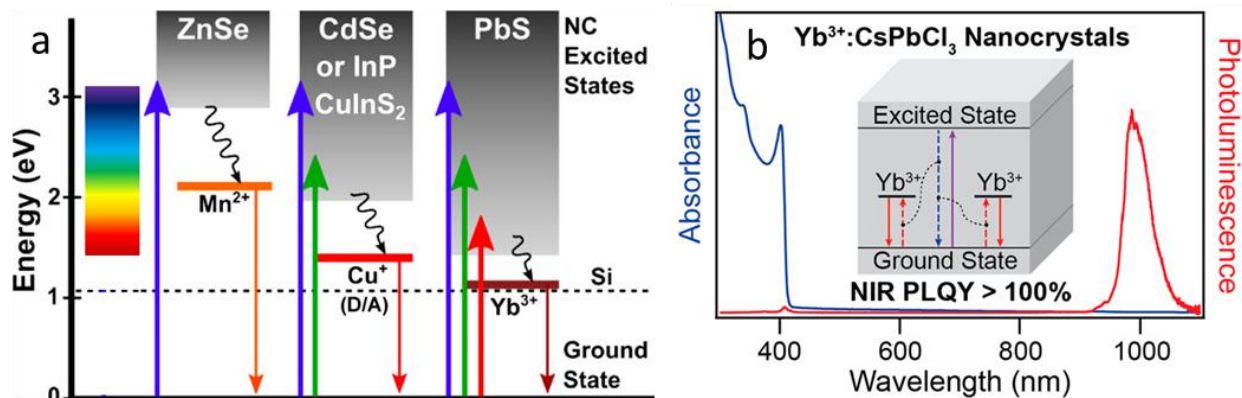 a
ZnSe
CdSe
or InP
CuInS₂
PbS
NC
Excited
States
Energy (eV)
3
2
1
0
Mn²⁺
Cu⁺
(D/A)
Yb³⁺
Si
Ground
State
b
Yb³⁺:CsPbCl₃ Nanocrystals
Absorbance
Photoluminescence
Excited State
Yb³⁺
Yb³⁺
Ground State
NIR PLQY > 100%
400
600
800
1000
Wavelength (nm)